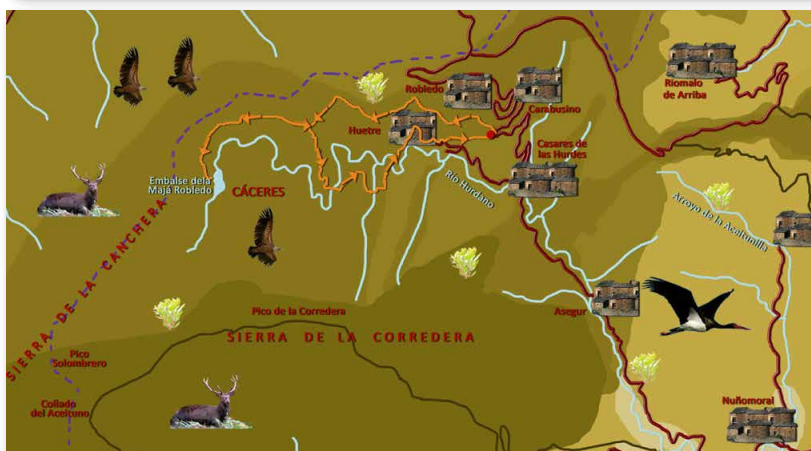 Robledo
Carabusino
Riomalo
de Arriba
Huetre
Casares de
las Hurdes
Río Hurdano
Embalse dela
Majá Robledo
CÁCERES
Arroyo de la Aceitunilla
SIERRA DE LA CANCHERA
Pico de la Corredera
Asegur
SIERRA DE LA CORREDERA
Pico
Solombrero
Collado
del Aceituno
Nuñomoral